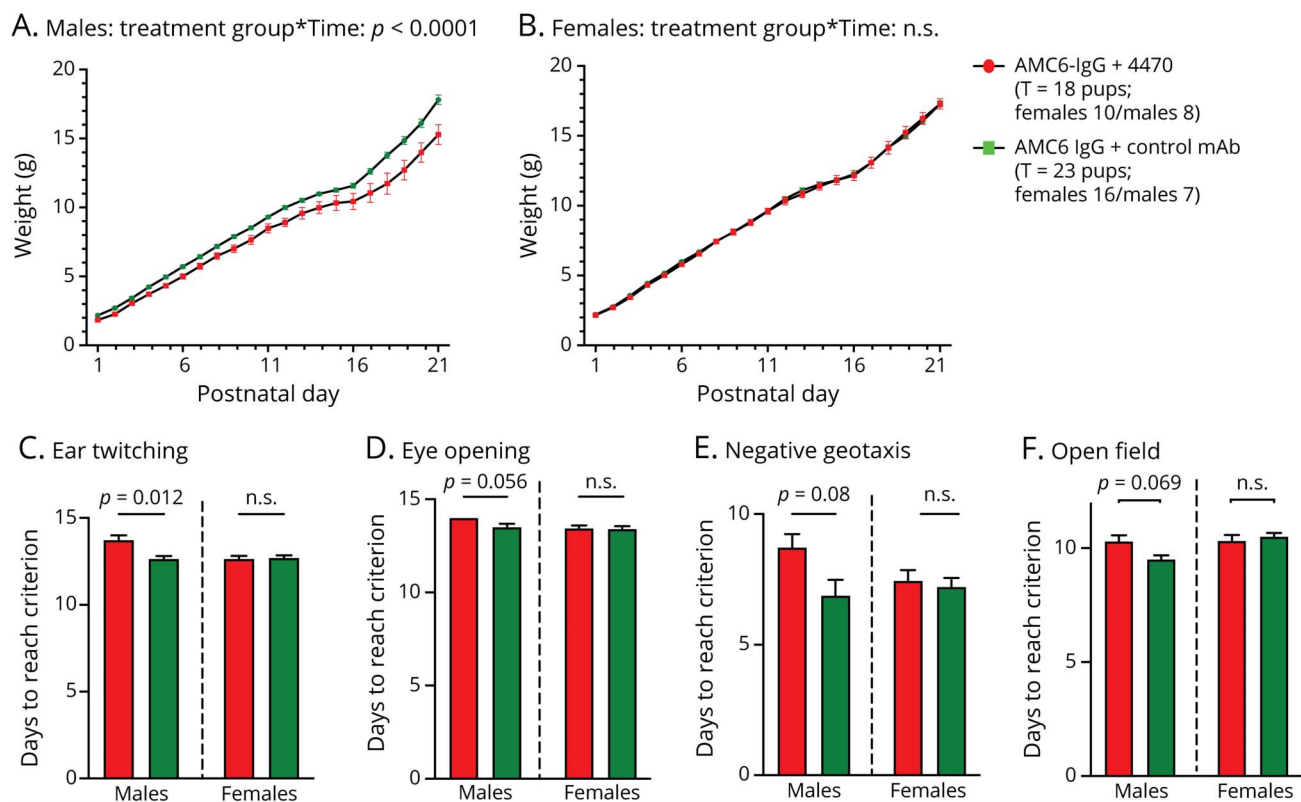 A. Males: treatment group*Time: p < 0.0001
20
15
10
5
0
Weight (g)
1
6
11
16
21
Postnatal day
B. Females: treatment group*Time: n.s.
20
15
10
5
0
Weight (g)
1
6
11
16
21
Postnatal day
AMC6-IgG + 4470
(T = 18 pups;
females 10/males 8)
AMC6 IgG + control mAb
(T = 23 pups;
females 16/males 7)
C. Ear twitching
p = 0.012
n.s.
15
10
5
0
Days to reach criterion
Males
Females
D. Eye opening
p = 0.056
n.s.
15
10
5
0
Days to reach criterion
Males
Females
E. Negative geotaxis
p = 0.08
n.s.
10
5
0
Days to reach criterion
Males
Females
F. Open field
p = 0.069
n.s.
10
5
0
Days to reach criterion
Males
Females